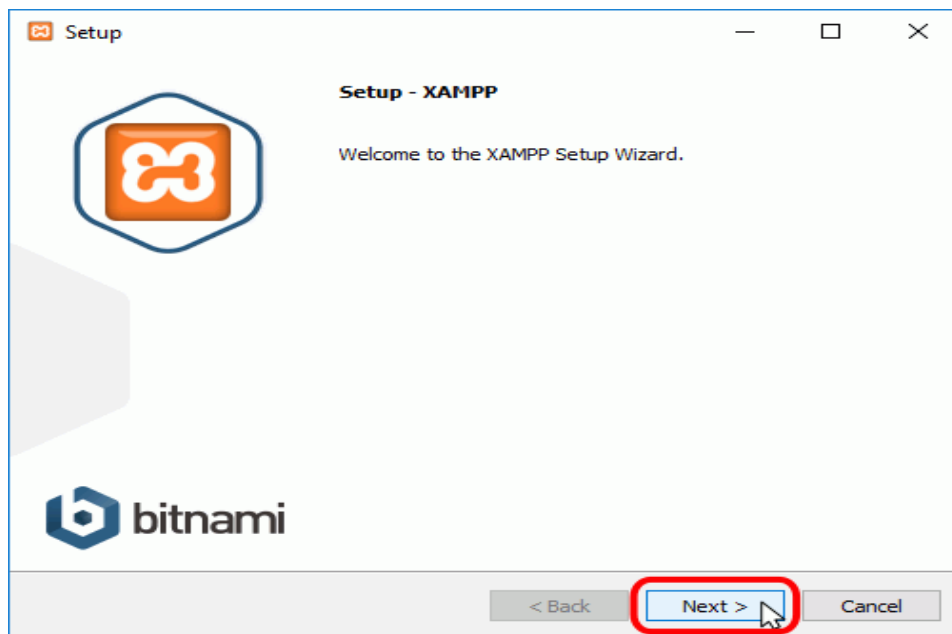 Setup
Setup - XAMPP
Welcome to the XAMPP Setup Wizard.
bitnami
< Back
Next >
Cancel